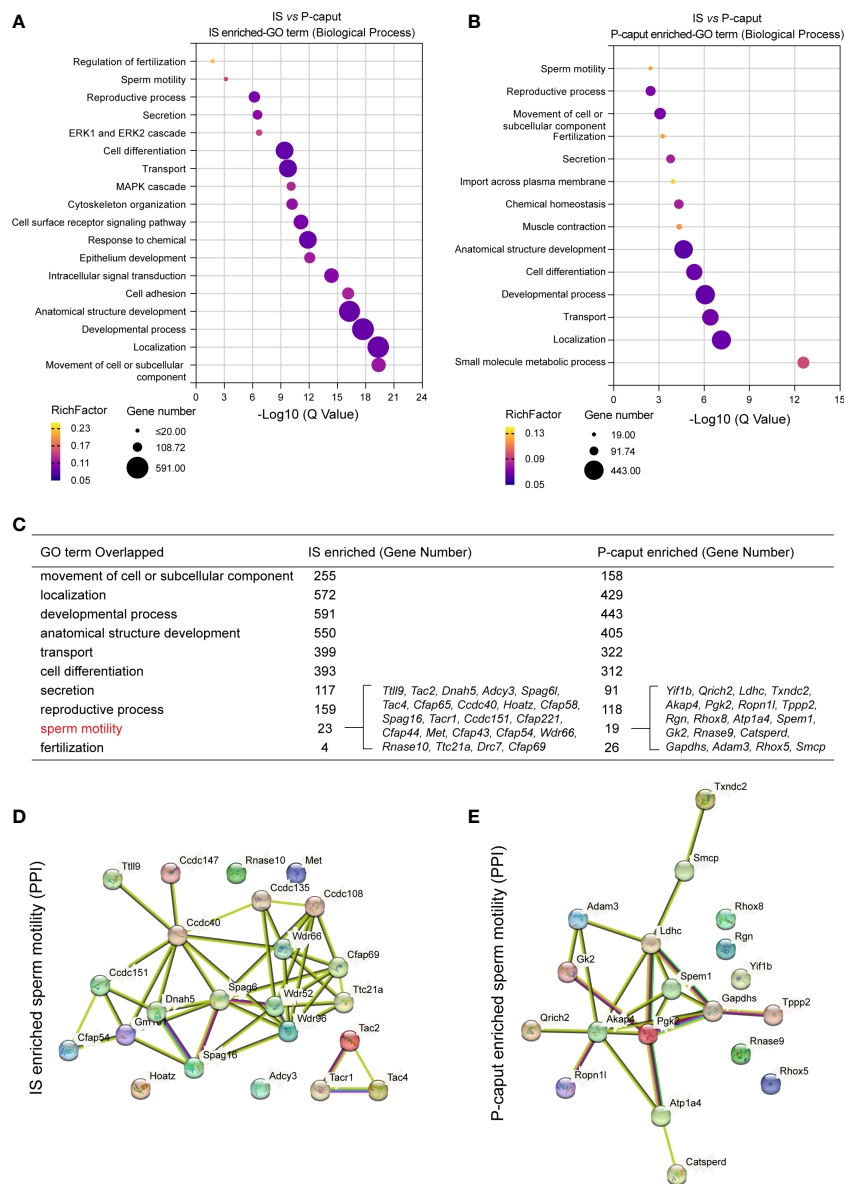 A
IS vs P-caput
IS enriched-GO term (Biological Process)
Regulation of fertilization
Sperm motility
Reproductive process
Secretion
ERK1 and ERK2 cascade
Cell differentiation
Transport
MAPK cascade
Cytoskeleton organization
Cell surface receptor signaling pathway
Response to chemical
Epithelium development
Intracellular signal transduction
Cell adhesion
Anatomical structure development
Developmental process
Localization
Movement of cell or subcellular
component
0 3 6 9 12 15 18 21 24
-Log10 (Q Value)
RichFactor
0.23
0.17
0.11
0.05
Gene number
≤20.00
108.72
591.00
B
IS vs P-caput
P-caput enriched-GO term (Biological Process)
Sperm motility
Reproductive process
Movement of cell or
subcellular component
Fertilization
Secretion
Import across plasma membrane
Chemical homeostasis
Muscle contraction
Anatomical structure development
Cell differentiation
Developmental process
Transport
Localization
Small molecule metabolic process
0 3 6 9 12 15
-Log10 (Q Value)
RichFactor
0.13
0.09
0.05
Gene number
19.00
91.74
443.00
C
GO term Overlapped IS enriched (Gene Number) P-caput enriched (Gene Number)
movement of cell or subcellular component 255 158
localization 572 429
developmental process 591 443
anatomical structure development 550 405
transport 399 322
cell differentiation 393 312
secretion 117 91
reproductive process 159 118
sperm motility 23 19
fertilization 4 26
Ttll9, Tac2, Dnah5, Adcy3, Spag6l,
Tac4, Cfap65, Ccdc40, Hoatz, Cfap58,
Spag16, Tacr1, Ccdc151, Cfap221,
Cfap44, Met, Cfap43, Cfap54, Wdr66,
Rnase10, Ttc21a, Drc7, Cfap69
Yif1b, Qrich2, Ldhc, Txndc2,
Akap4, Pgk2, Ropn1l, Tppp2,
Rgn, Rhox8, Atp1a4, Spem1,
Gk2, Rnase9, Catsperd,
Gapdhs, Adam3, Rhox5, Smcp
D
IS enriched sperm motility (PPI)
Ttll9
Ccdc147
Rnase10
Met
Ccdc135
Ccdc108
Ccdc40
Wdr66
Cfap69
Ccdc151
Spag6
Ttc21a
Dnah5
Wdr52
Cfap54
Wdr96
Tac2
Spag16
Hoatz
Adcy3
Tacr1
Tac4
E
P-caput enriched sperm motility (PPI)
Txndc2
Smcp
Adam3
Rhox8
Ldhc
Rgn
Gk2
Yif1b
Spem1
Gapdhs
Tppp2
Qrich2
Akap4
Pgk2
Rnase9
Ropn1l
Rhox5
Atp1a4
Catsperd